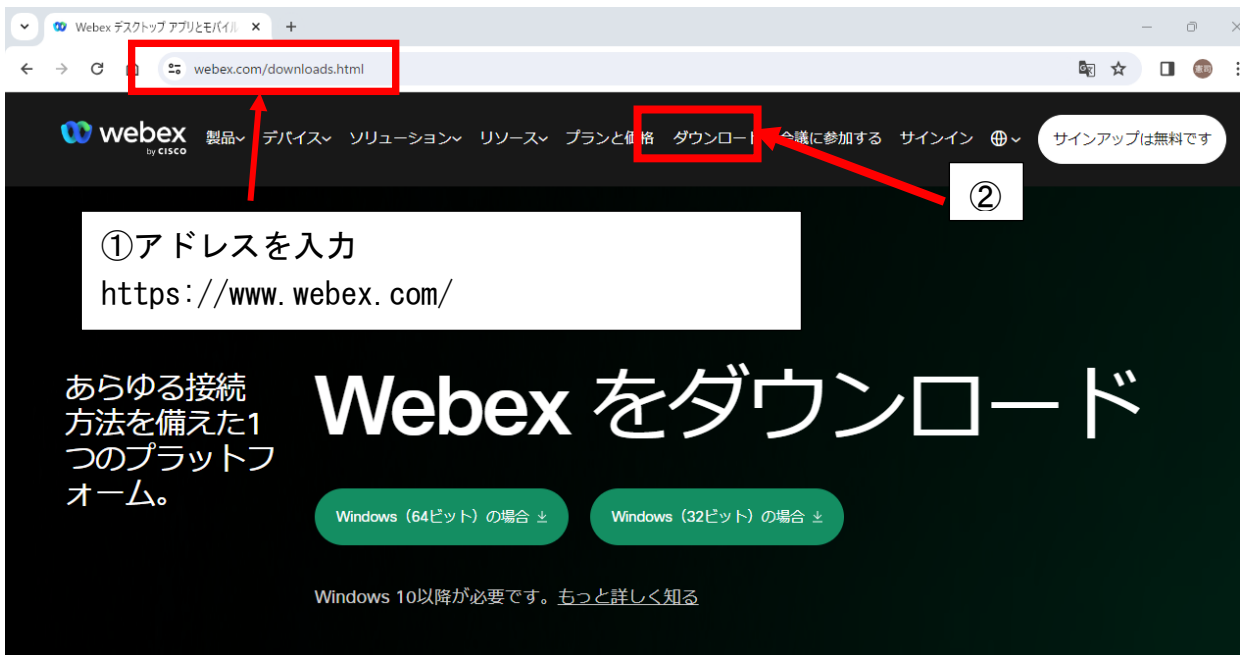 Webex デスクトップ アプリとモバイル
webex.com/downloads.html
webex
by CISCO
製品 デバイス ソリューション リソース プランと価格 ダウンロード 会議に参加する サインイン サインアップは無料です
②
①アドレスを入力
https://www.webex.com/
あらゆる接続
方法を備えた1
つのプラットフ
ォーム。
Webex をダウンロード
Windows（64ビット）の場合 Windows（32ビット）の場合
Windows 10以降が必要です。もっと詳しく知る